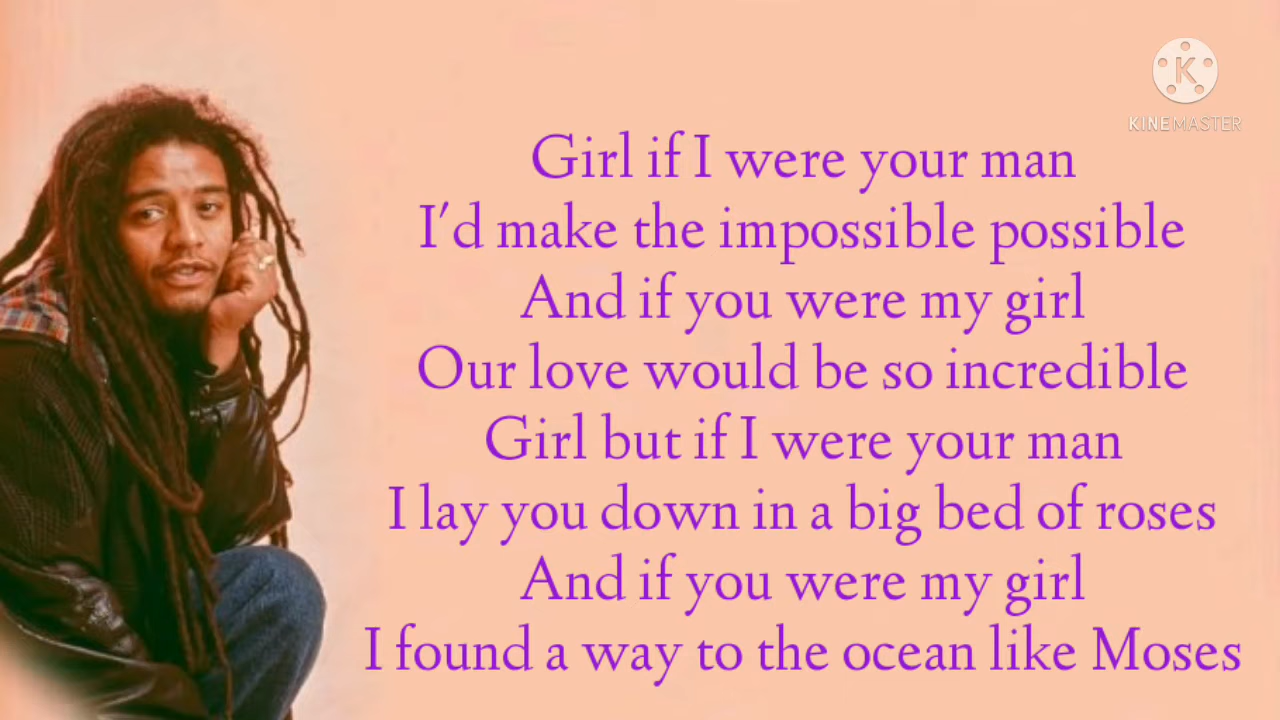 KINEMASTER
Girl if I were your man
I'd make the impossible possible
And if you were my girl
Our love would be so incredible
Girl but if I were your man
I lay you down in a big bed of roses
And if you were my girl
I found a way to the ocean like Moses